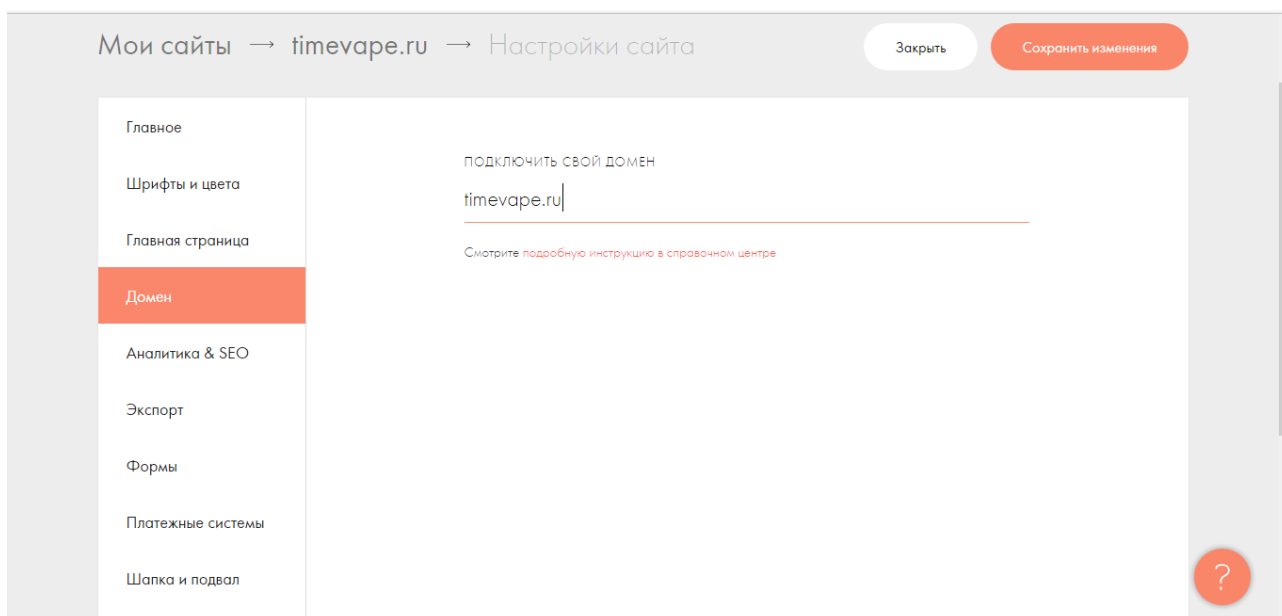 Мои сайты → timevape.ru → Настройки сайта
Закрыть
Сохранить изменения
Главное
Шрифты и цвета
Главная страница
Домен
Аналитика & SEO
Экспорт
Формы
Платежные системы
Шапка и подвал
ПОДКЛЮЧИТЬ СВОЙ ДОМЕН
timevape.ru
Смотрите подробную инструкцию в справочном центре
?